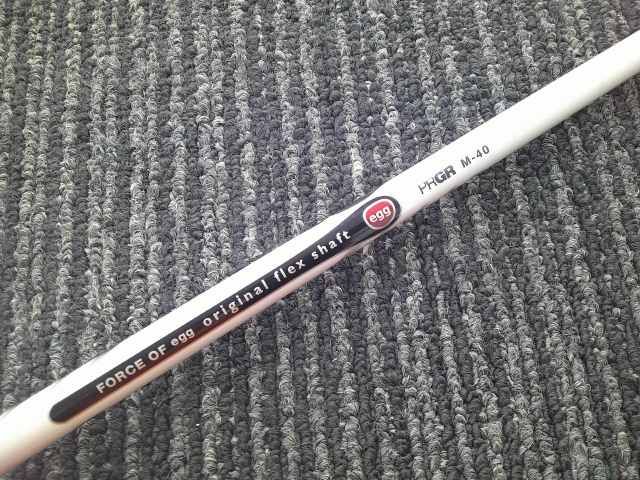 FORCE OF egg original flex shaft
egg
PRGR M-40